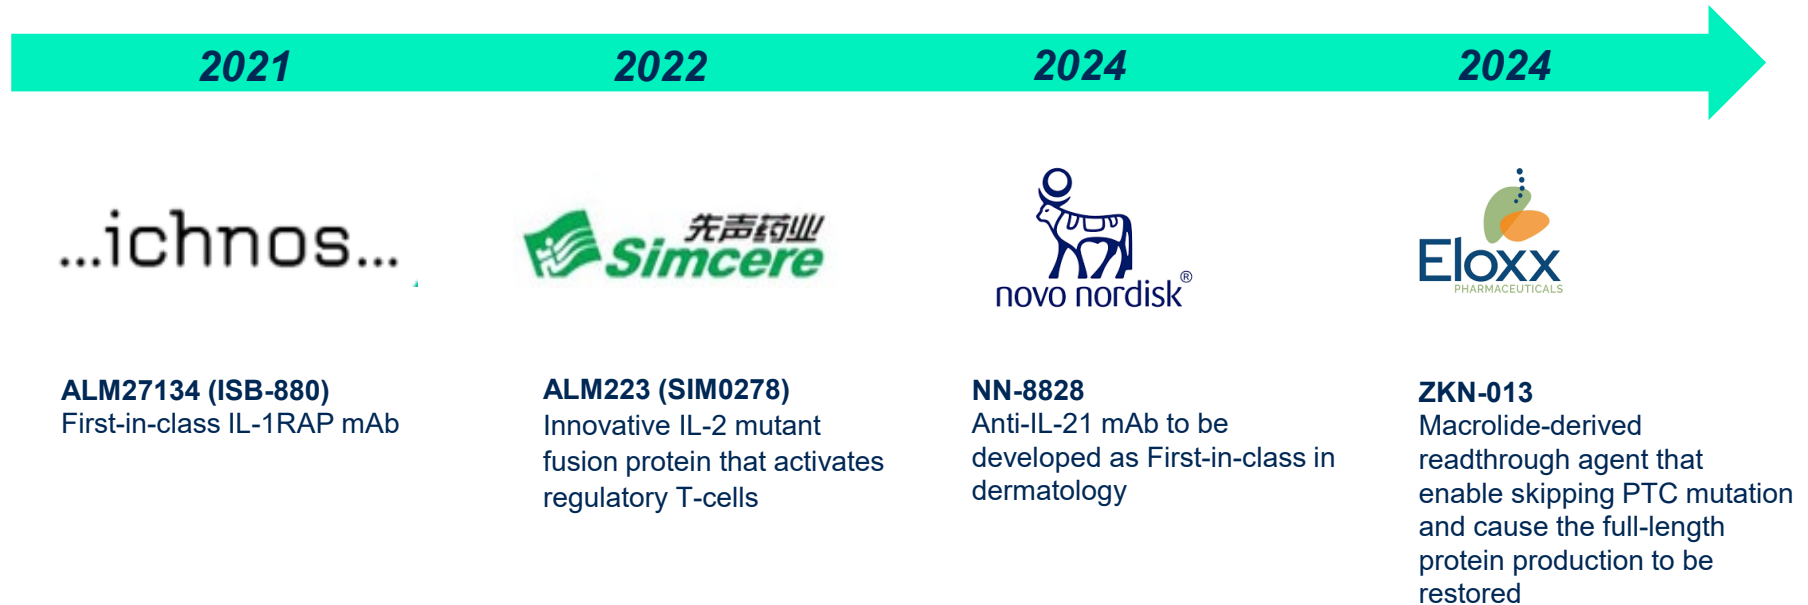 2021
2022
2024
2024
...ichnos...
先声药业
Simcere
novo nordisk®
Eloxx
PHARMACEUTICALS
ALM27134 (ISB-880)
First-in-class IL-1RAP mAb
ALM223 (SIM0278)
Innovative IL-2 mutant
fusion protein that activates
regulatory T-cells
NN-8828
Anti-IL-21 mAb to be
developed as First-in-class in
dermatology
ZKN-013
Macrolide-derived
readthrough agent that
enable skipping PTC mutation
and cause the full-length
protein production to be
restored